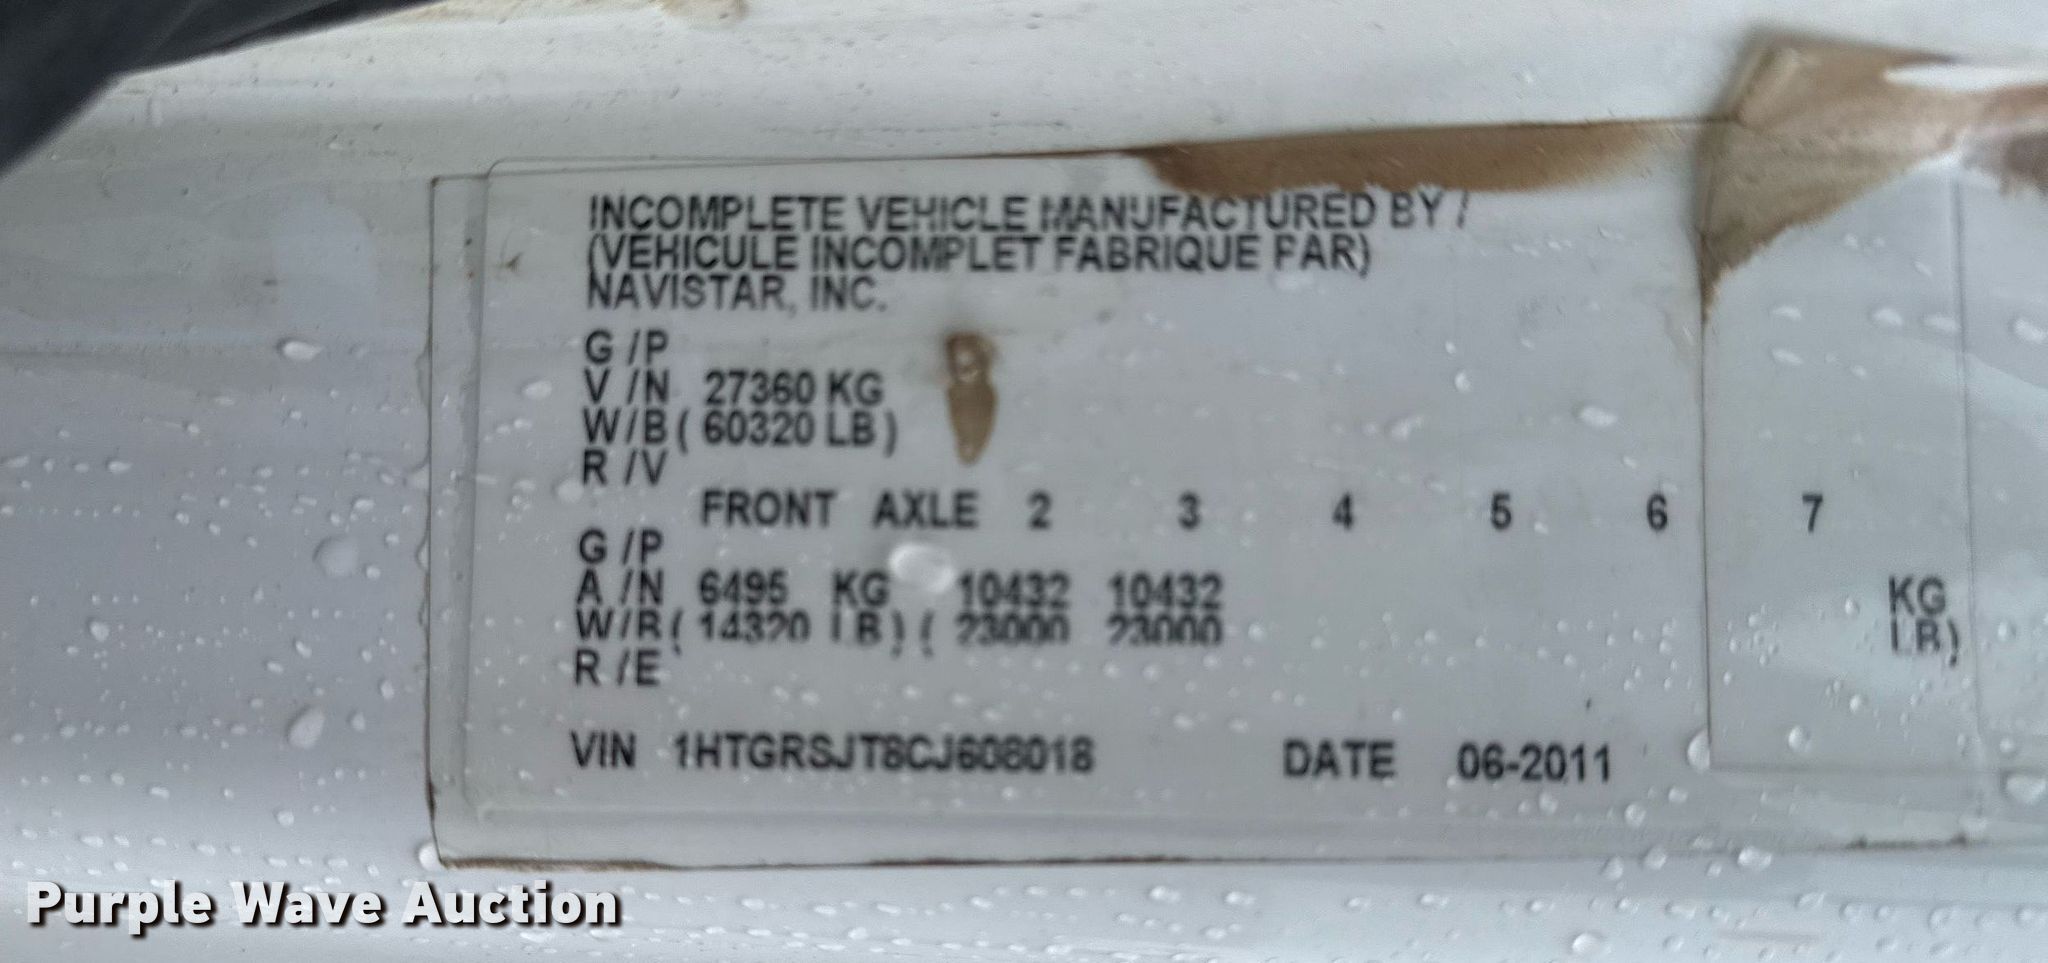 INCOMPLETE VEHICLE MANUFACTURED BY /
(VEHICULE INCOMPLET FABRIQUE PAR)
NAVISTAR, INC.
G /P
V /N 27360 KG
W/B ( 60320 LB )
R /V
FRONT AXLE 2 3 4 5 6 7
G /P
A /N 6495 KG 10432 10432 KG
W/B ( 14320 LB ) ( 23000 23000 LB )
R /E
VIN 1HTGRSJT8CJ608018 DATE 06-2011
Purple Wave Auction